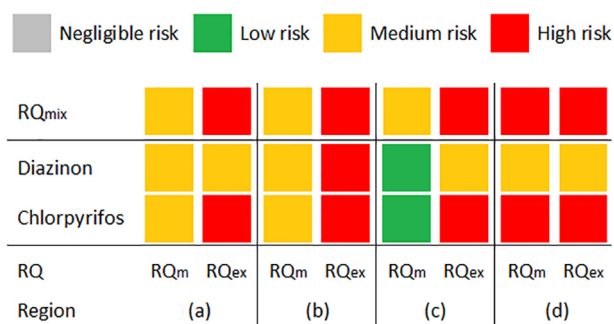 Negligible risk Low risk Medium risk High risk
RQmix
Diazinon
Chlorpyrifos
RQ RQm RQex RQm RQex RQm RQex RQm RQex
Region (a) (b) (c) (d)